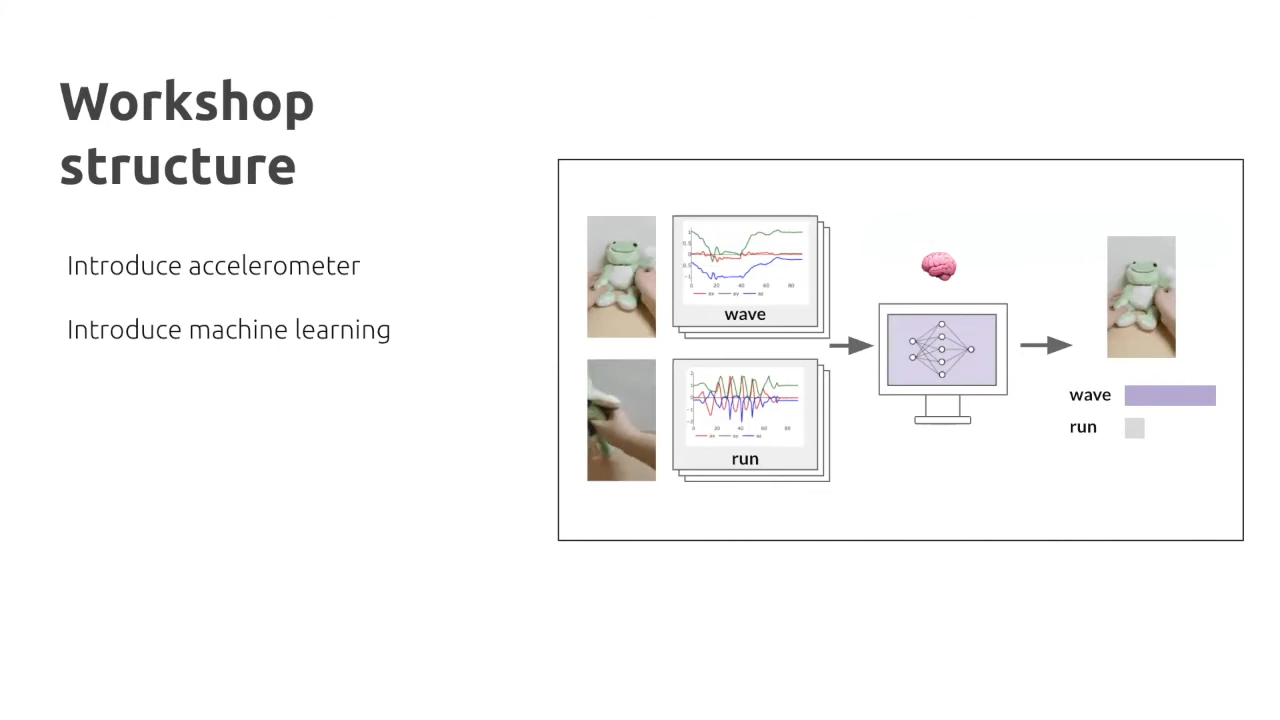 Workshop
structure
Introduce accelerometer
Introduce machine learning
wave
run
wave
run